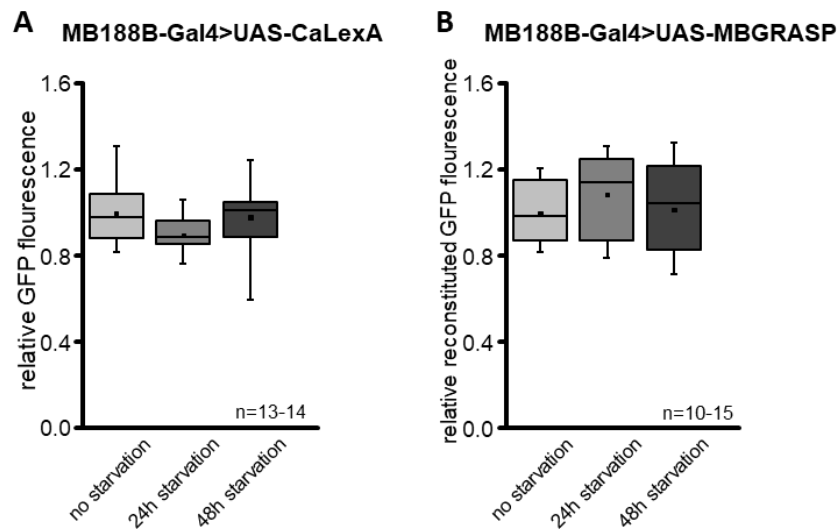 A
MB188B-Gal4>UAS-CaLexA
relative GFP flourescence
1.6
1.2
0.8
0.4
0.0
n=13-14
no starvation
24h starvation
48h starvation
B
MB188B-Gal4>UAS-MBGRASP
relative reconstituted GFP flourescence
1.6
1.2
0.8
0.4
0.0
n=10-15
no starvation
24h starvation
48h starvation